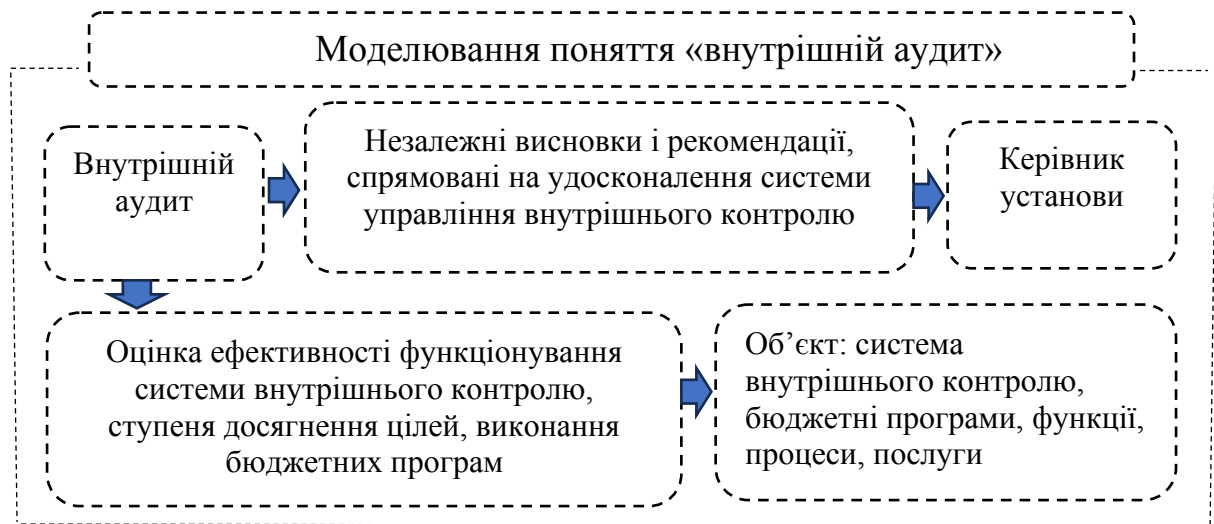 Моделювання поняття «внутрішній аудит»
Внутрішній
аудит
Незалежні висновки і рекомендації,
спрямовані на удосконалення системи
управління внутрішнього контролю
Керівник
установи
Оцінка ефективності функціонування
системи внутрішнього контролю,
ступеня досягнення цілей, виконання
бюджетних програм
Об’єкт: система
внутрішнього контролю,
бюджетні програми, функції,
процеси, послуги